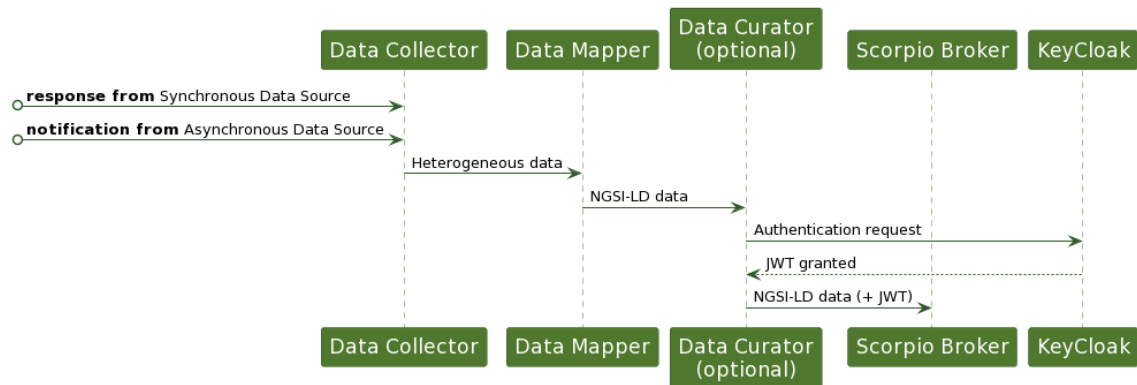 Data Collector
Data Mapper
Data Curator
(optional)
Scorpio Broker
KeyCloak
response from Synchronous Data Source
notification from Asynchronous Data Source
Heterogeneous data
NGSI-LD data
Authentication request
JWT granted
NGSI-LD data (+ JWT)
Data Collector
Data Mapper
Data Curator
(optional)
Scorpio Broker
KeyCloak